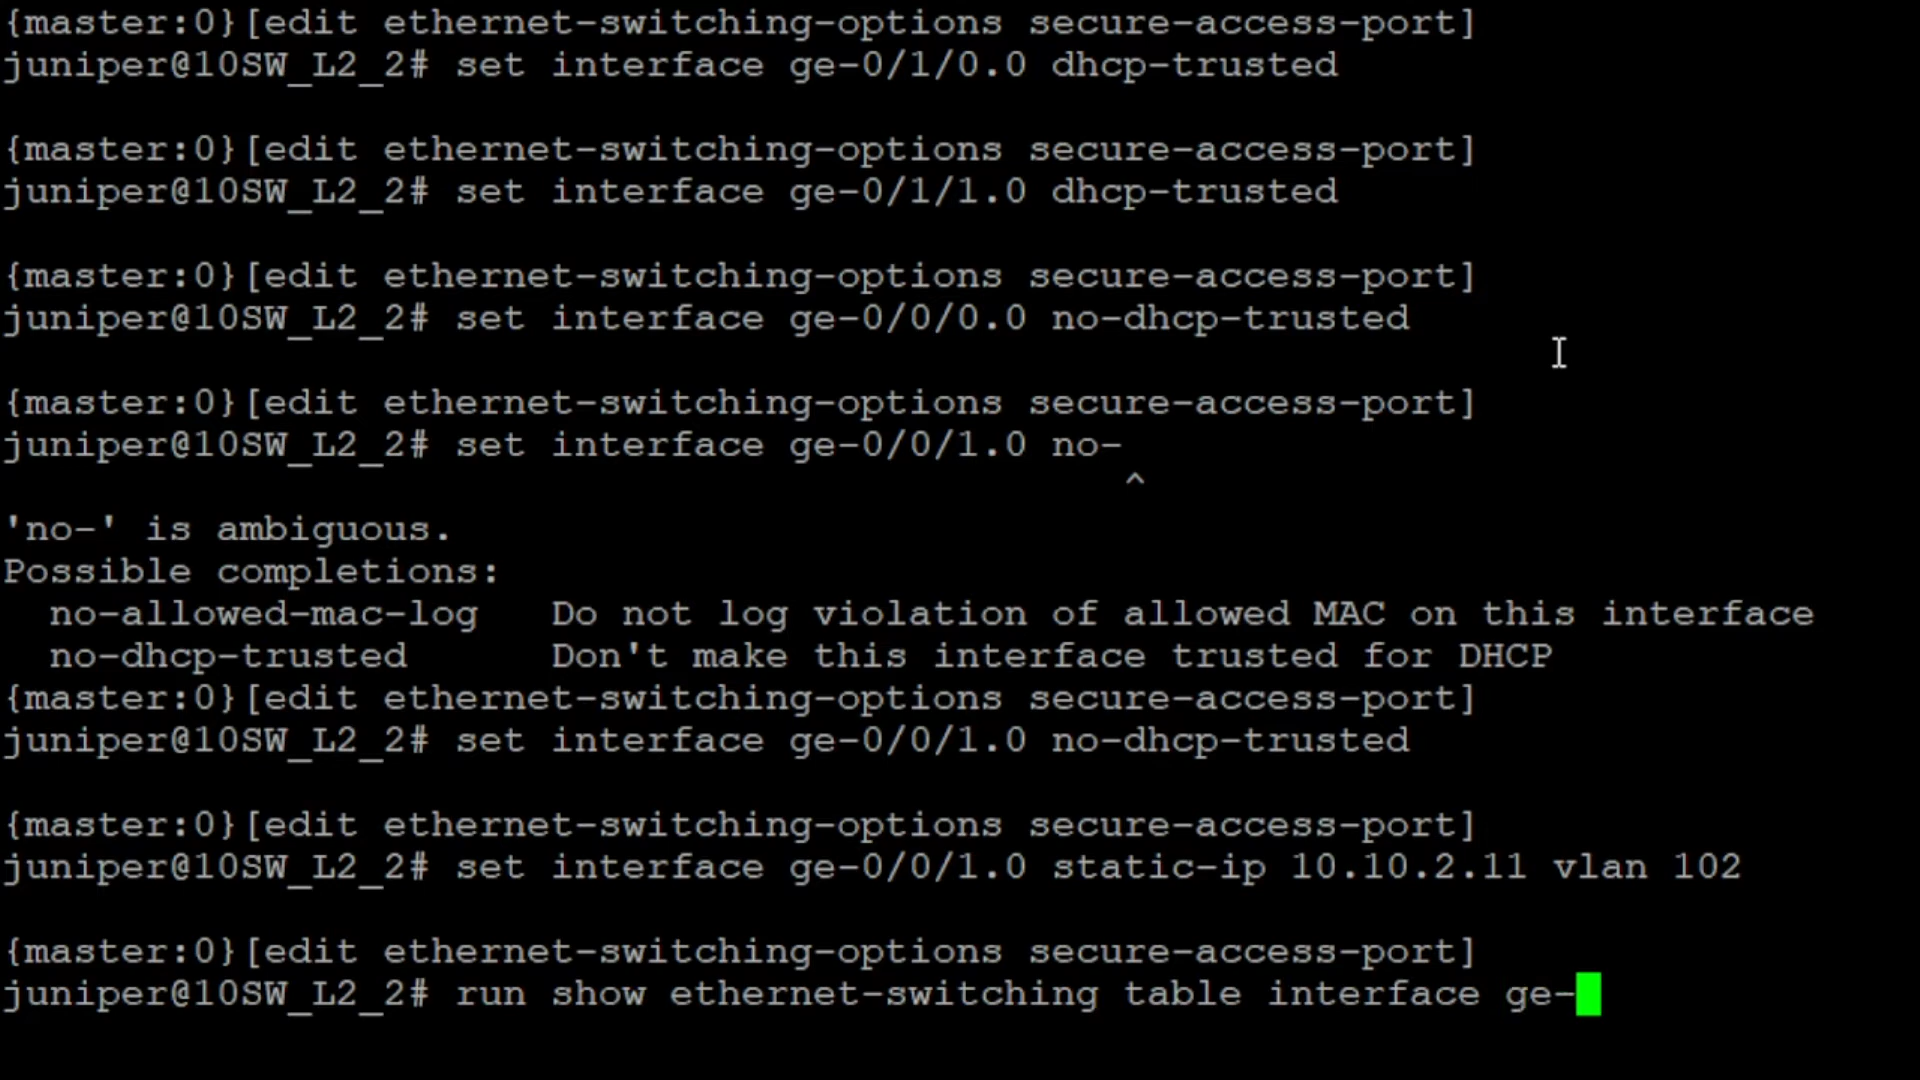 {master:0}[edit ethernet-switching-options secure-access-port]
juniper@10SW_L2_2# set interface ge-0/1/0.0 dhcp-trusted
{master:0}[edit ethernet-switching-options secure-access-port]
juniper@10SW_L2_2# set interface ge-0/1/1.0 dhcp-trusted
{master:0}[edit ethernet-switching-options secure-access-port]
juniper@10SW_L2_2# set interface ge-0/0/0.0 no-dhcp-trusted
{master:0}[edit ethernet-switching-options secure-access-port]
juniper@10SW_L2_2# set interface ge-0/0/1.0 no-
^
'no-' is ambiguous.
Possible completions:
no-allowed-mac-log   Do not log violation of allowed MAC on this interface
no-dhcp-trusted      Don't make this interface trusted for DHCP
{master:0}[edit ethernet-switching-options secure-access-port]
juniper@10SW_L2_2# set interface ge-0/0/1.0 no-dhcp-trusted
{master:0}[edit ethernet-switching-options secure-access-port]
juniper@10SW_L2_2# set interface ge-0/0/1.0 static-ip 10.10.2.11 vlan 102
{master:0}[edit ethernet-switching-options secure-access-port]
juniper@10SW_L2_2# run show ethernet-switching table interface ge-